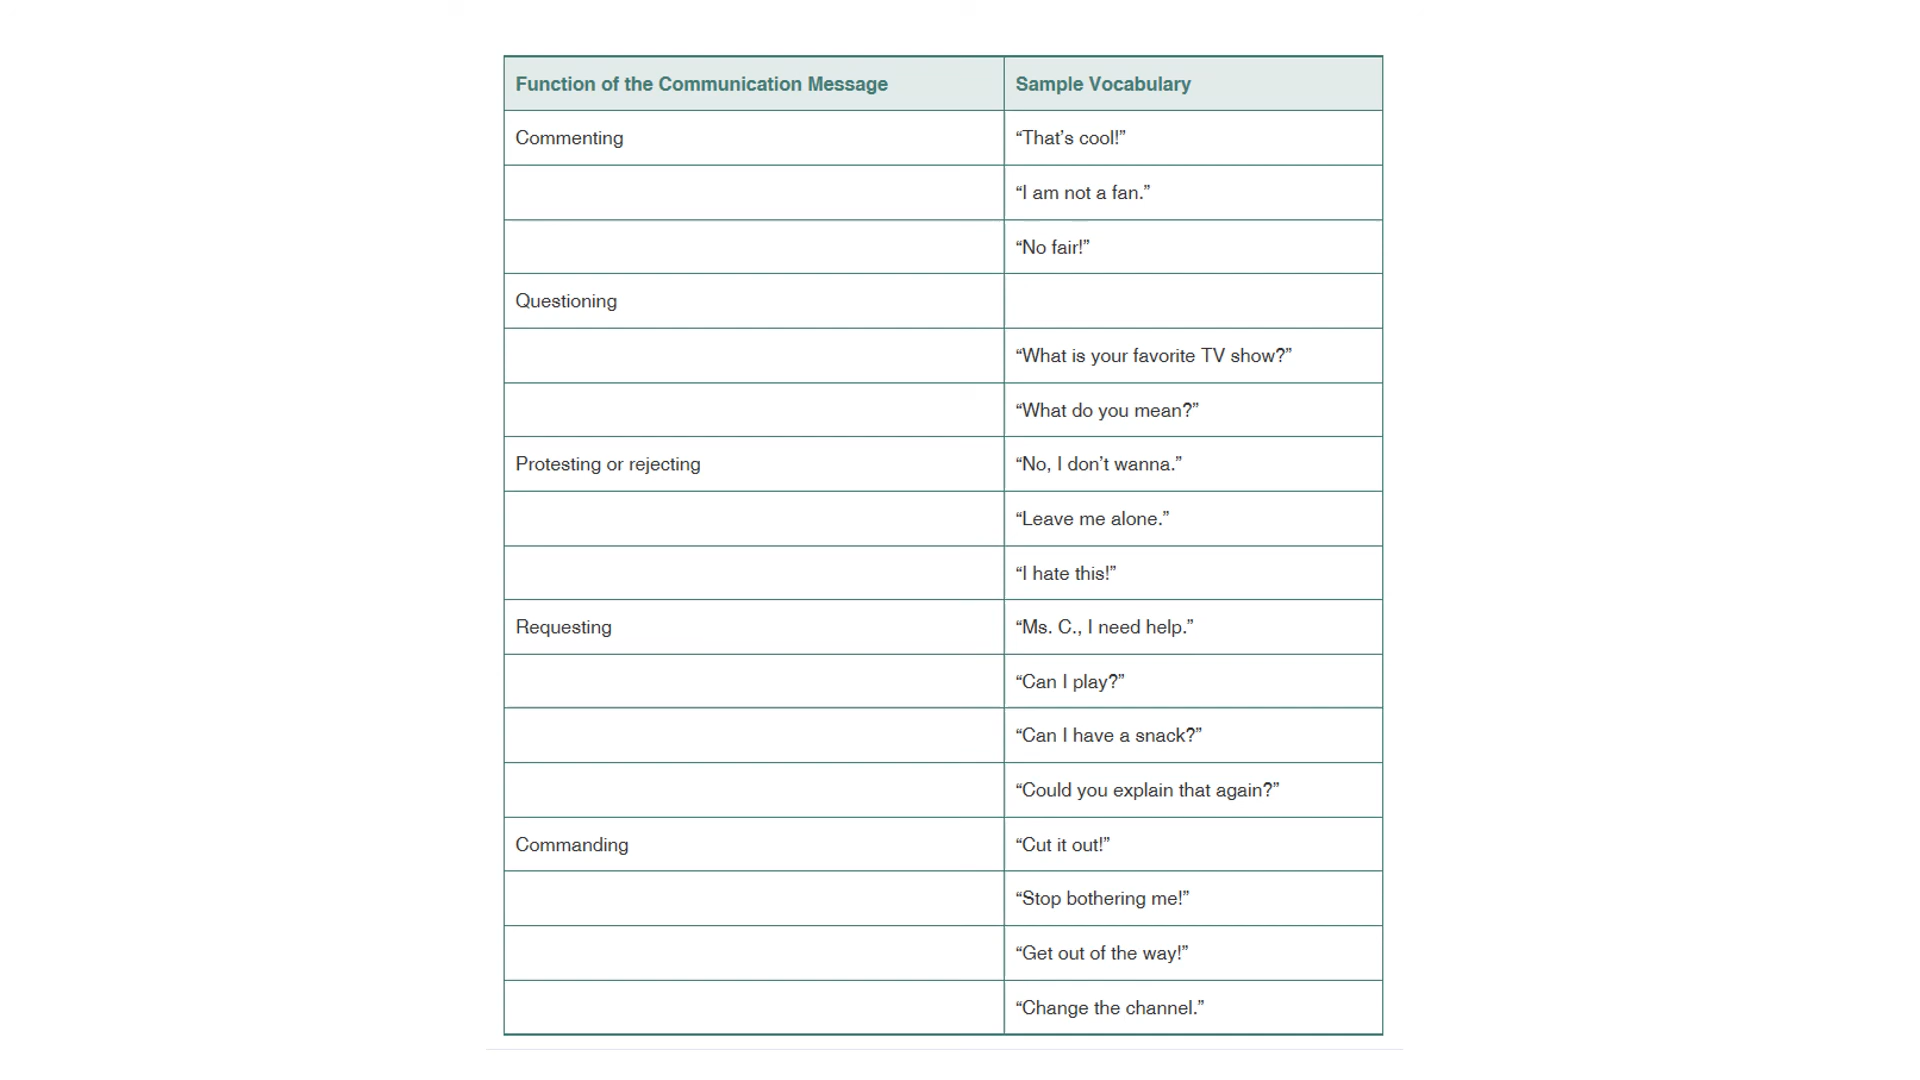 Function of the Communication Message Sample Vocabulary
Commenting “That’s cool!”
“I am not a fan.”
“No fair!”
Questioning
“What is your favorite TV show?”
“What do you mean?”
Protesting or rejecting “No, I don’t wanna.”
“Leave me alone.”
“I hate this!”
Requesting “Ms. C., I need help.”
“Can I play?”
“Can I have a snack?”
“Could you explain that again?”
Commanding “Cut it out!”
“Stop bothering me!”
“Get out of the way!”
“Change the channel.”